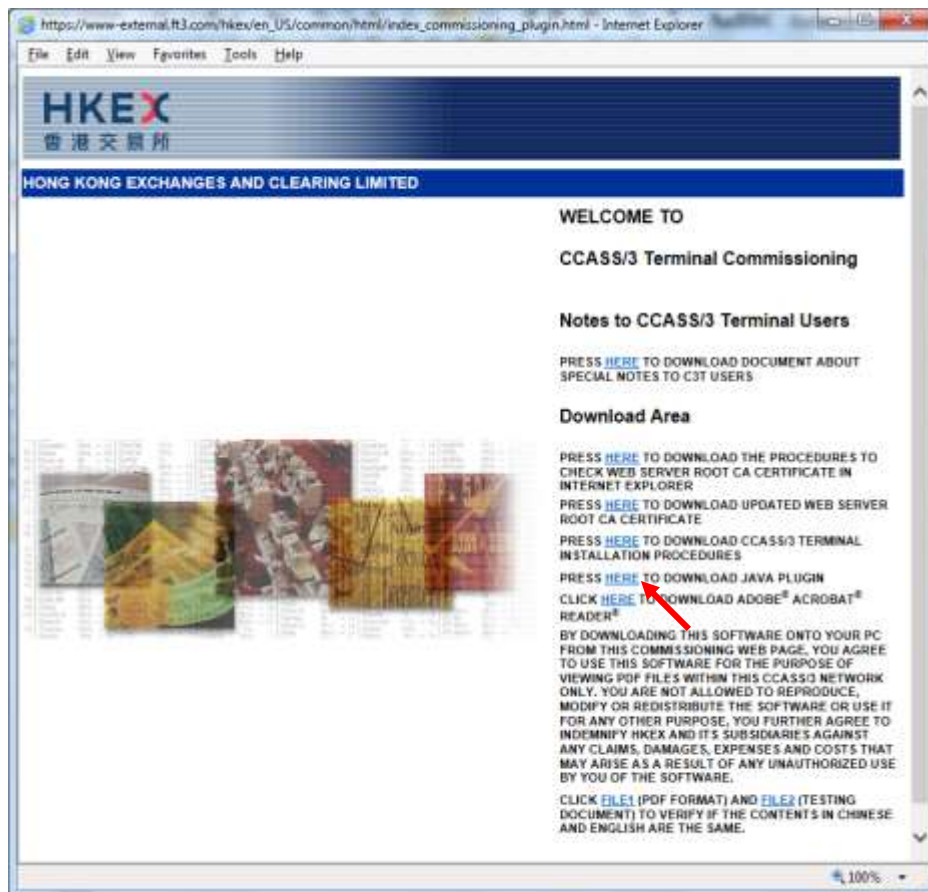 https://www-external.ft3.com/hkex/en_US/common/html/index_commissioning_plugin.html - Internet Explorer
File Edit View Favorites Tools Help
HKEX
香港交易所
HONG KONG EXCHANGES AND CLEARING LIMITED
WELCOME TO
CCASS/3 Terminal Commissioning
Notes to CCASS/3 Terminal Users
PRESS HERE TO DOWNLOAD DOCUMENT ABOUT
SPECIAL NOTES TO C3T USERS
Download Area
PRESS HERE TO DOWNLOAD THE PROCEDURES TO
CHECK WEB SERVER ROOT CA CERTIFICATE IN
INTERNET EXPLORER
PRESS HERE TO DOWNLOAD UPDATED WEB SERVER
ROOT CA CERTIFICATE
PRESS HERE TO DOWNLOAD CCASS/3 TERMINAL
INSTALLATION PROCEDURES
PRESS HERE TO DOWNLOAD JAVA PLUGIN
CLICK HERE TO DOWNLOAD ADOBE® ACROBAT®
READER®
BY DOWNLOADING THIS SOFTWARE ONTO YOUR PC
FROM THIS COMMISSIONING WEB PAGE, YOU AGREE
TO USE THIS SOFTWARE FOR THE PURPOSE OF
VIEWING PDF FILES WITHIN THIS CCASS/3 NETWORK
ONLY. YOU ARE NOT ALLOWED TO REPRODUCE,
MODIFY OR REDISTRIBUTE THE SOFTWARE OR USE IT
FOR ANY OTHER PURPOSE, YOU FURTHER AGREE TO
INDEMNIFY HKEX AND ITS SUBSIDIARIES AGAINST
ANY CLAIMS, DAMAGES, EXPENSES AND COSTS THAT
MAY ARISE AS A RESULT OF ANY UNAUTHORIZED USE
BY YOU OF THE SOFTWARE.
CLICK FILE1 (PDF FORMAT) AND FILE2 (TESTING
DOCUMENT) TO VERIFY IF THE CONTENTS IN CHINESE
AND ENGLISH ARE THE SAME.
100%